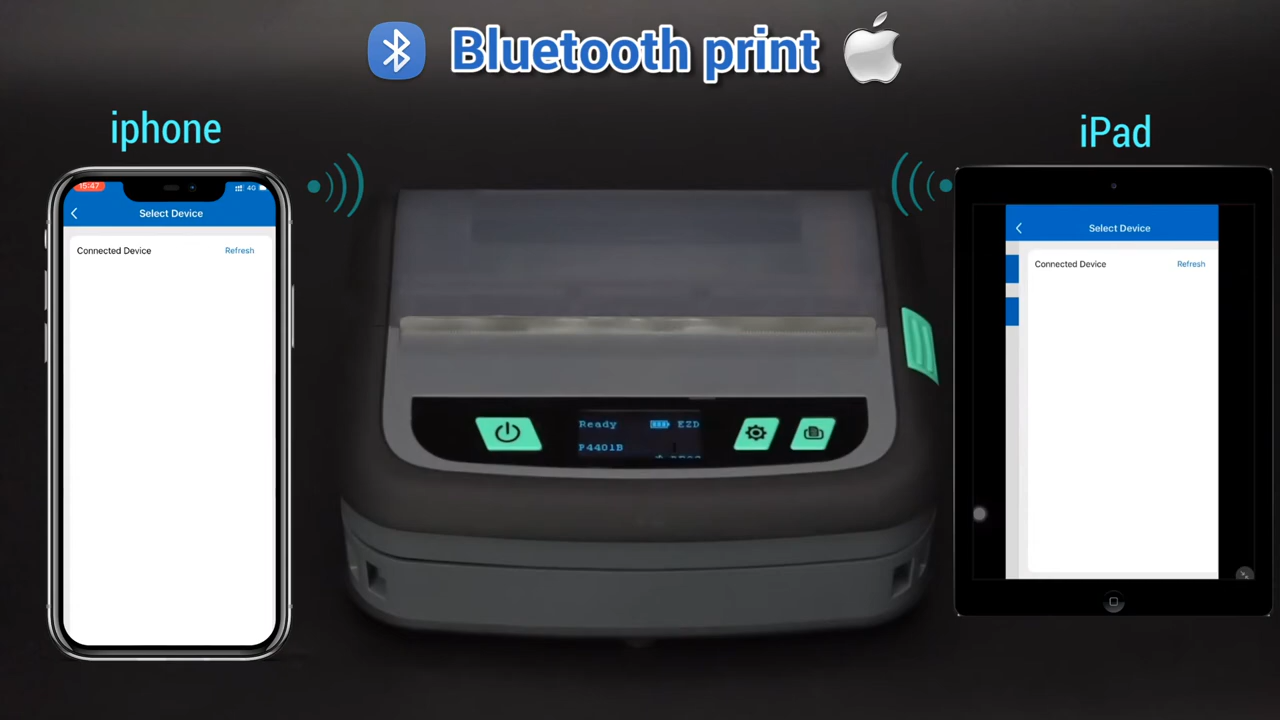 Bluetooth print
iphone
iPad
15:47
4G
Select Device
Connected Device
Refresh
Select Device
Connected Device
Refresh
Ready
EZD
P4401B